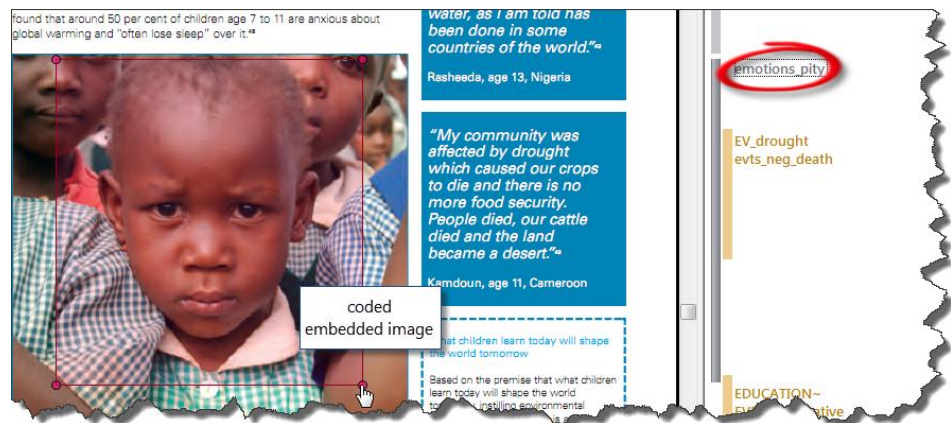 found that around 50 per cent of children age 7 to 11 are anxious about
global warming and “often lose sleep” over it.⁴⁸
water, as I am told has
been done in some
countries of the world.”
Rasheeda, age 13, Nigeria
“My community was
affected by drought
which caused our crops
to die and there is no
more food security.
People died, our cattle
died and the land
became a desert.”
Kamdoun, age 11, Cameroon
coded
embedded image
hat children learn today will shape
the world tomorrow
Based on the premise that what children
learn today will shape the world
instilling environmental
emotions_pity
EV_drought
evts_neg_death
EDUCATION~